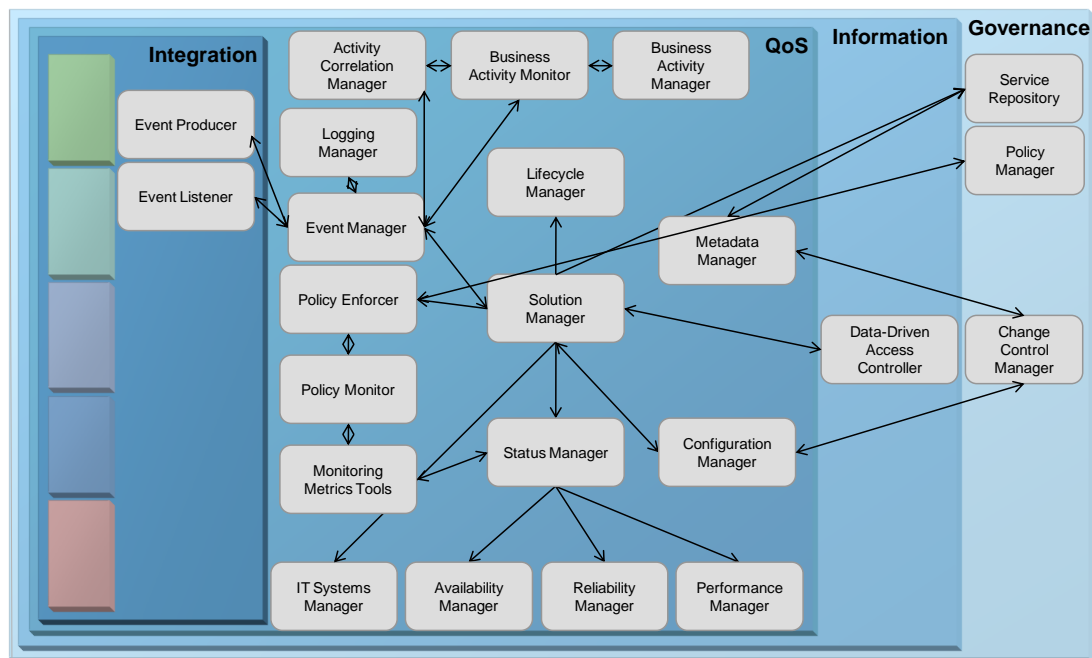 Integration
QoS
Information
Governance
Activity
Correlation
Manager
Business
Activity Monitor
Business
Activity
Manager
Service
Repository
Event Producer
Logging
Manager
Policy
Manager
Event Listener
Lifecycle
Manager
Event Manager
Metadada
Manager
Policy Enforcer
Solution
Manager
Data-Driven
Access
Controller
Change
Control
Manager
Policy Monitor
Status Manager
Configuration
Manager
Monitoring
Metrics Tools
IT Systems
Manager
Availability
Manager
Reliability
Manager
Performance
Manager